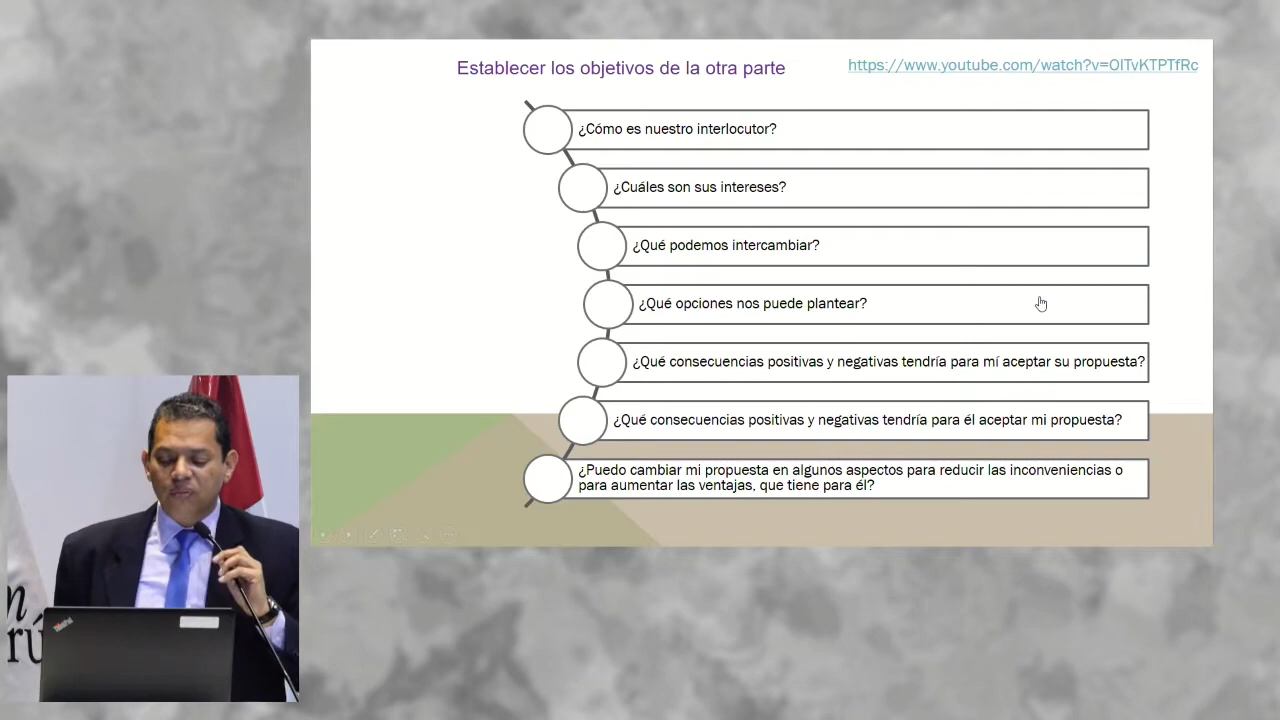 Establecer los objetivos de la otra parte
https://www.youtube.com/watch?v=OlTvKTPTfRc
¿Cómo es nuestro interlocutor?
¿Cuáles son sus intereses?
¿Qué podemos intercambiar?
¿Qué opciones nos puede plantear?
¿Qué consecuencias positivas y negativas tendría para mí aceptar su propuesta?
¿Qué consecuencias positivas y negativas tendría para él aceptar mi propuesta?
¿Puedo cambiar mi propuesta en algunos aspectos para reducir las inconveniencias o
para aumentar las ventajas, que tiene para él?
ThinkPad